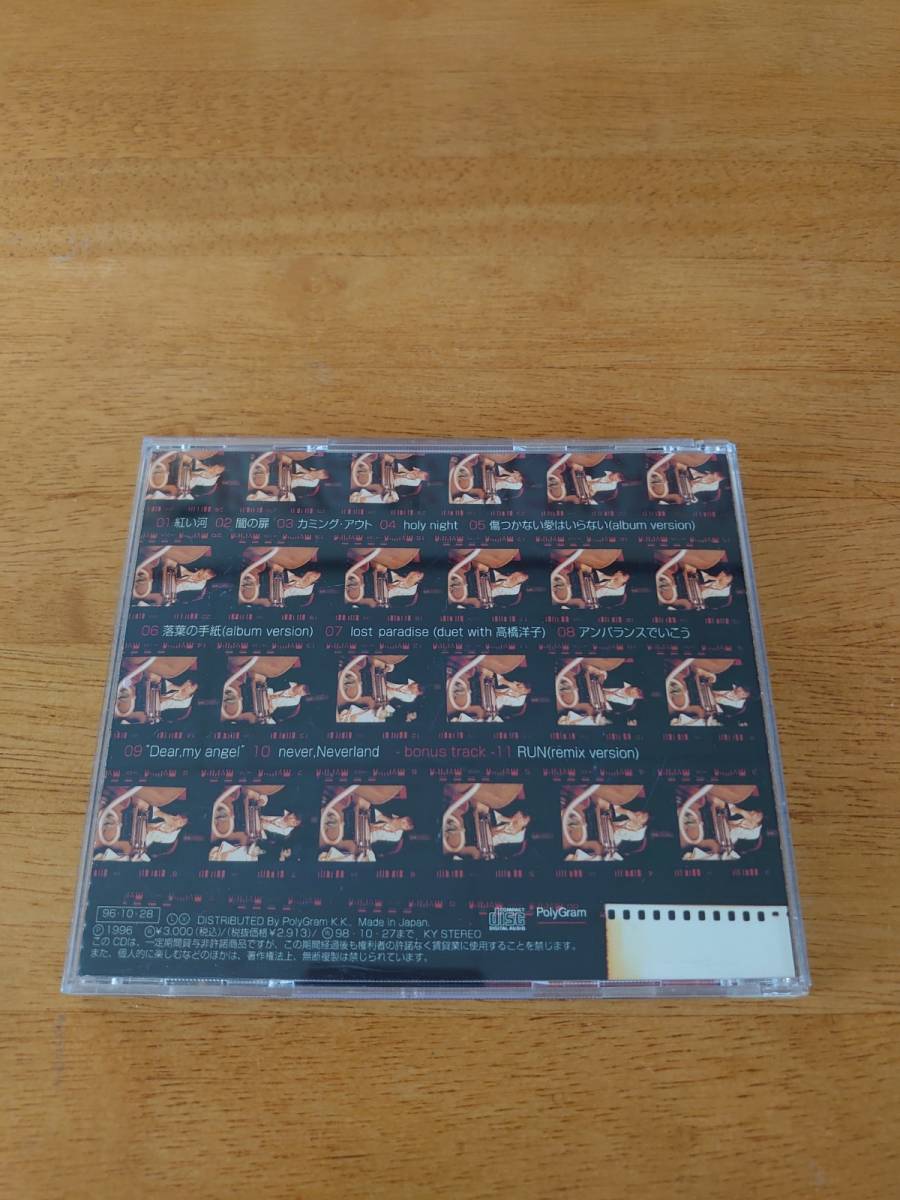 01 紅い河 02 闇の扉 03 カミング・アウト 04 holy night 05 傷つかない愛はいらない(album version)
06 落葉の手紙(album version) 07 lost paradise (duet with 高橋洋子) 08 アンバランスでいこう
09 "Dear,my angel" 10 never,Neverland - bonus track - 11 RUN(remix version)
96・10・28 DISTRIBUTED By PolyGram K.K. Made in Japan.
Ⓟ 1996 ¥3,000(税込)/(税抜価格¥2,913)/ 98・10・27まで, KY STEREO
このCDは、一定期間貸与非許諾商品ですが、この期間経過後も権利者の許諾なく賃貸業に使用することを禁じます。
また、個人的に楽しむなどのほかは、著作権法上、無断複製は禁じられています。
COMPACT disc DIGITAL AUDIO
PolyGram